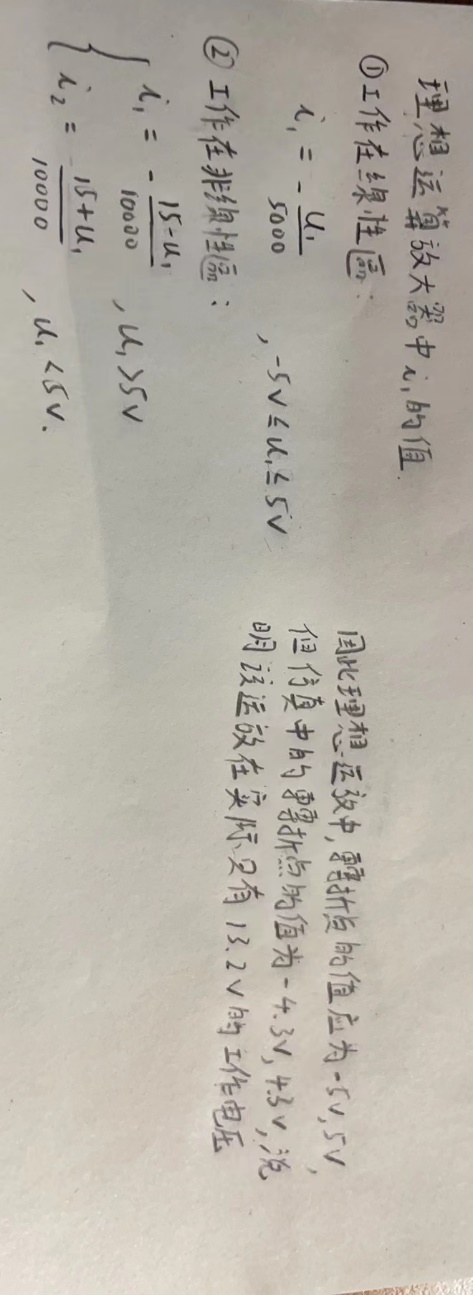 理想运算放大器中i₁的值.
①工作在线性区:
i₁ = - u₁/5000 , -5V≤u₁≤5V
②工作在非线性区:
{ i₁ = - 15-u₁/10000 , u₁>5V
i₂ = - 15+u₁/10000 , u₁<5V.
因此理想运放中,转折点的值应为-5V,5V,
但仿真中的转折点的值为-4.3V,4.3V,说
明该运放在实际只有13.2V的工作电压